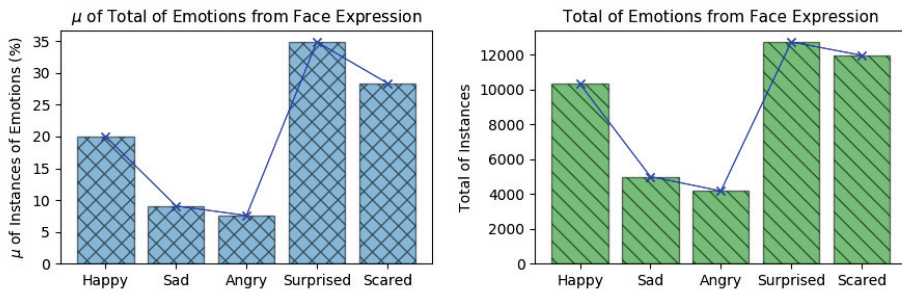 μ of Total of Emotions from Face Expression
μ of Instances of Emotions (%)
35
30
25
20
15
10
5
0
Happy Sad Angry Surprised Scared
Total of Emotions from Face Expression
Total of Instances
12000
10000
8000
6000
4000
2000
0
Happy Sad Angry Surprised Scared